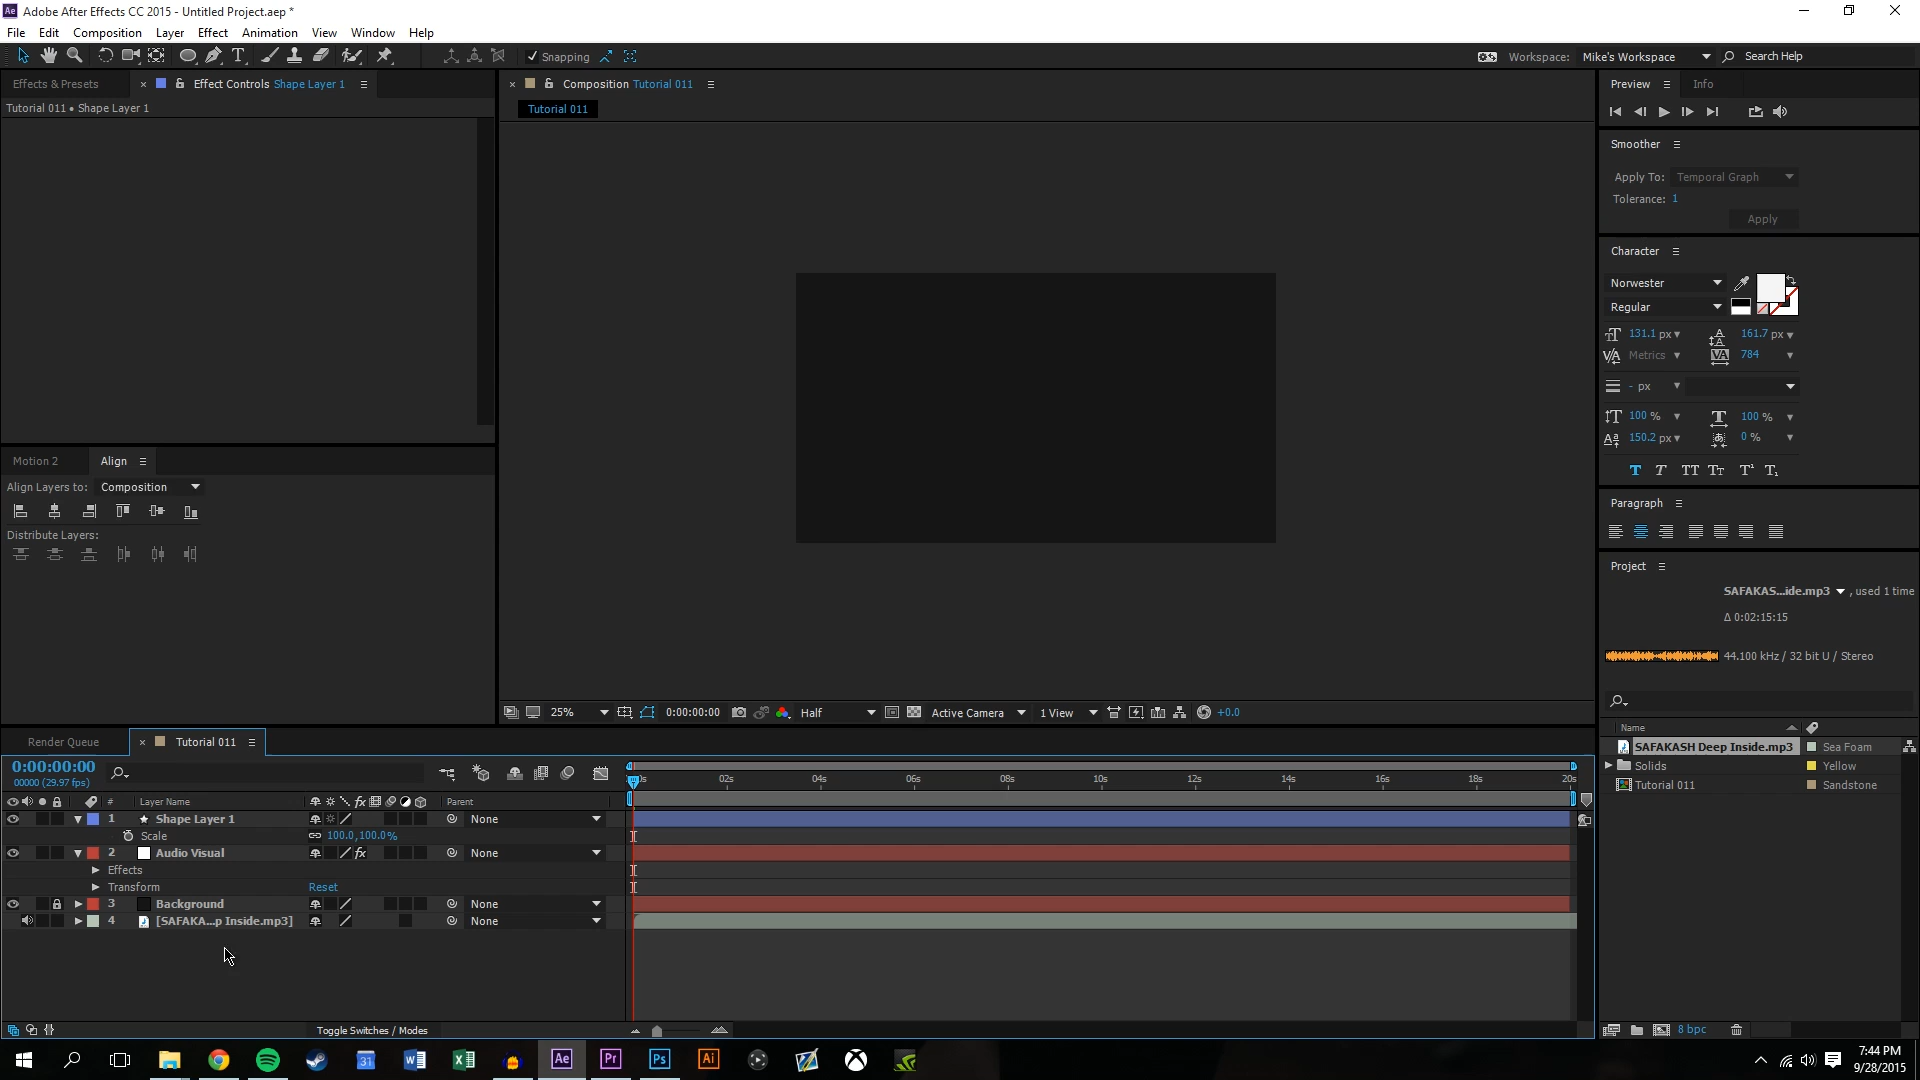 Adobe After Effects CC 2015 - Untitled Project.aep *
File Edit Composition Layer Effect Animation View Window Help
Snapping
Workspace: Mike's Workspace Search Help
Effects & Presets
Effect Controls Shape Layer 1
Tutorial 011 • Shape Layer 1
Composition Tutorial 011
Tutorial 011
Preview Info
Smoother
Apply To: Temporal Graph
Tolerance: 1
Apply
Character
Norwester
Regular
131.1 px 161.7 px
Metrics 784
- px
100 % 100 %
150.2 px 0 %
Paragraph
Motion 2 Align
Align Layers to: Composition
Distribute Layers:
Project
SAFAKAS...ide.mp3 , used 1 time
Δ 0:02:15:15
44.100 kHz / 32 bit U / Stereo
Name
SAFAKASH Deep Inside.mp3 Sea Foam
Solids Yellow
Tutorial 011 Sandstone
8 bpc
25% 0:00:00:00 Half Active Camera 1 View +0.0
Render Queue Tutorial 011
0:00:00:00
00000 (29.97 fps)
02s 04s 06s 08s 10s 12s 14s 16s 18s 20s
# Layer Name Parent
1 Shape Layer 1 None
Scale 100.0,100.0%
2 Audio Visual None
Effects
Transform Reset
3 Background None
4 [SAFAKA...p Inside.mp3] None
Toggle Switches / Modes
7:44 PM
9/28/2015